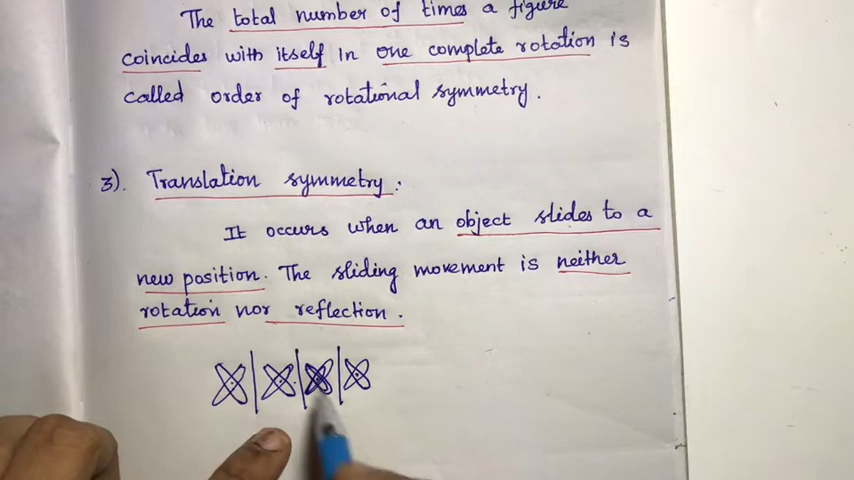 The total number of times a figure
coincides with itself in one complete rotation is
called order of rotational symmetry.
3). Translation symmetry:
It occurs when an object slides to a
new position. The sliding movement is neither
rotation nor reflection.